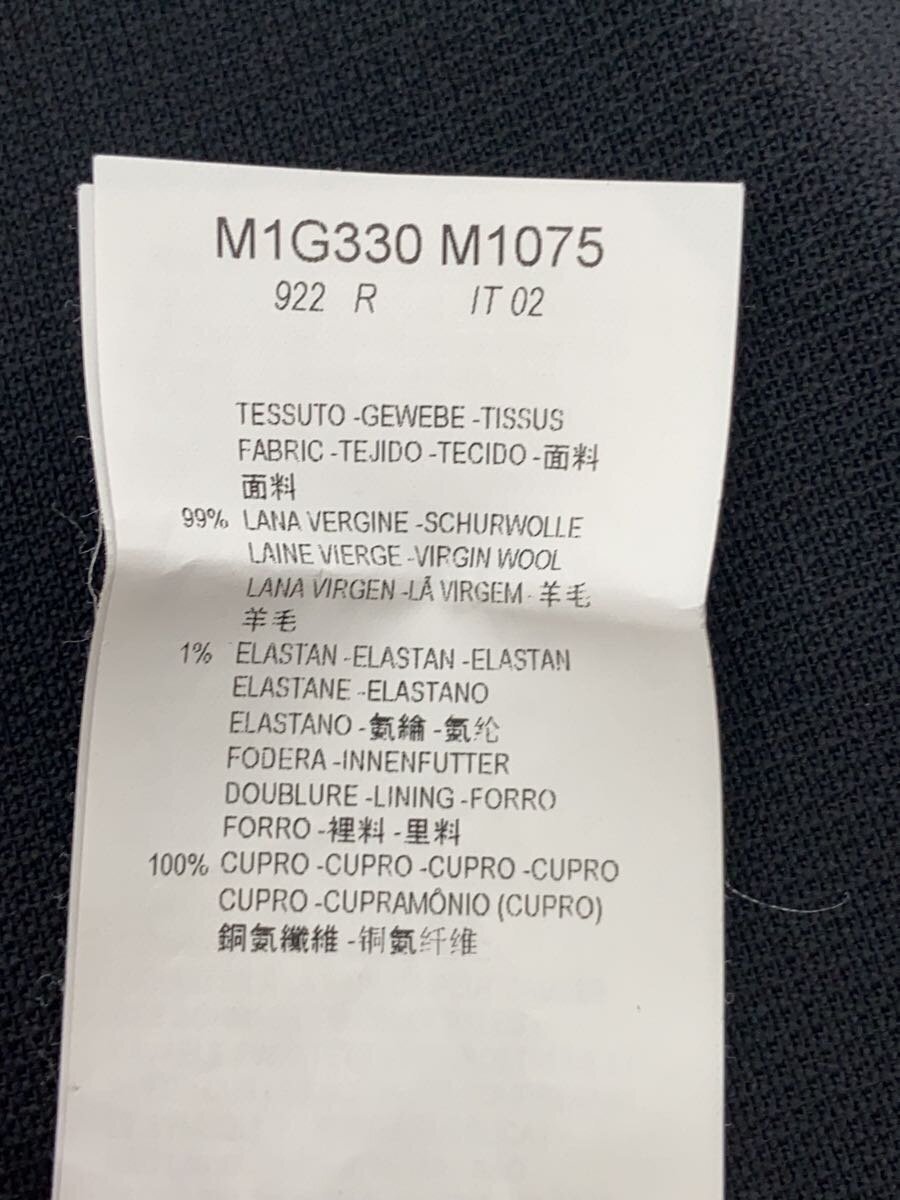 M1G330 M1075
922 R IT 02
TESSUTO -GEWEBE -TISSUS
FABRIC -TEJIDO -TECIDO -面料
面料
99% LANA VERGINE -SCHURWOLLE
LAINE VIERGE -VIRGIN WOOL
LANA VIRGEN -LÃ VIRGEM - 羊毛
羊毛
1% ELASTAN -ELASTAN -ELASTAN
ELASTANE -ELASTANO
ELASTANO -氨綸 -氨纶
FODERA -INNENFUTTER
DOUBLURE -LINING -FORRO
FORRO -裡料 -里料
100% CUPRO -CUPRO -CUPRO -CUPRO
CUPRO -CUPRAMÔNIO (CUPRO)
銅氨纖維 -铜氨纤维